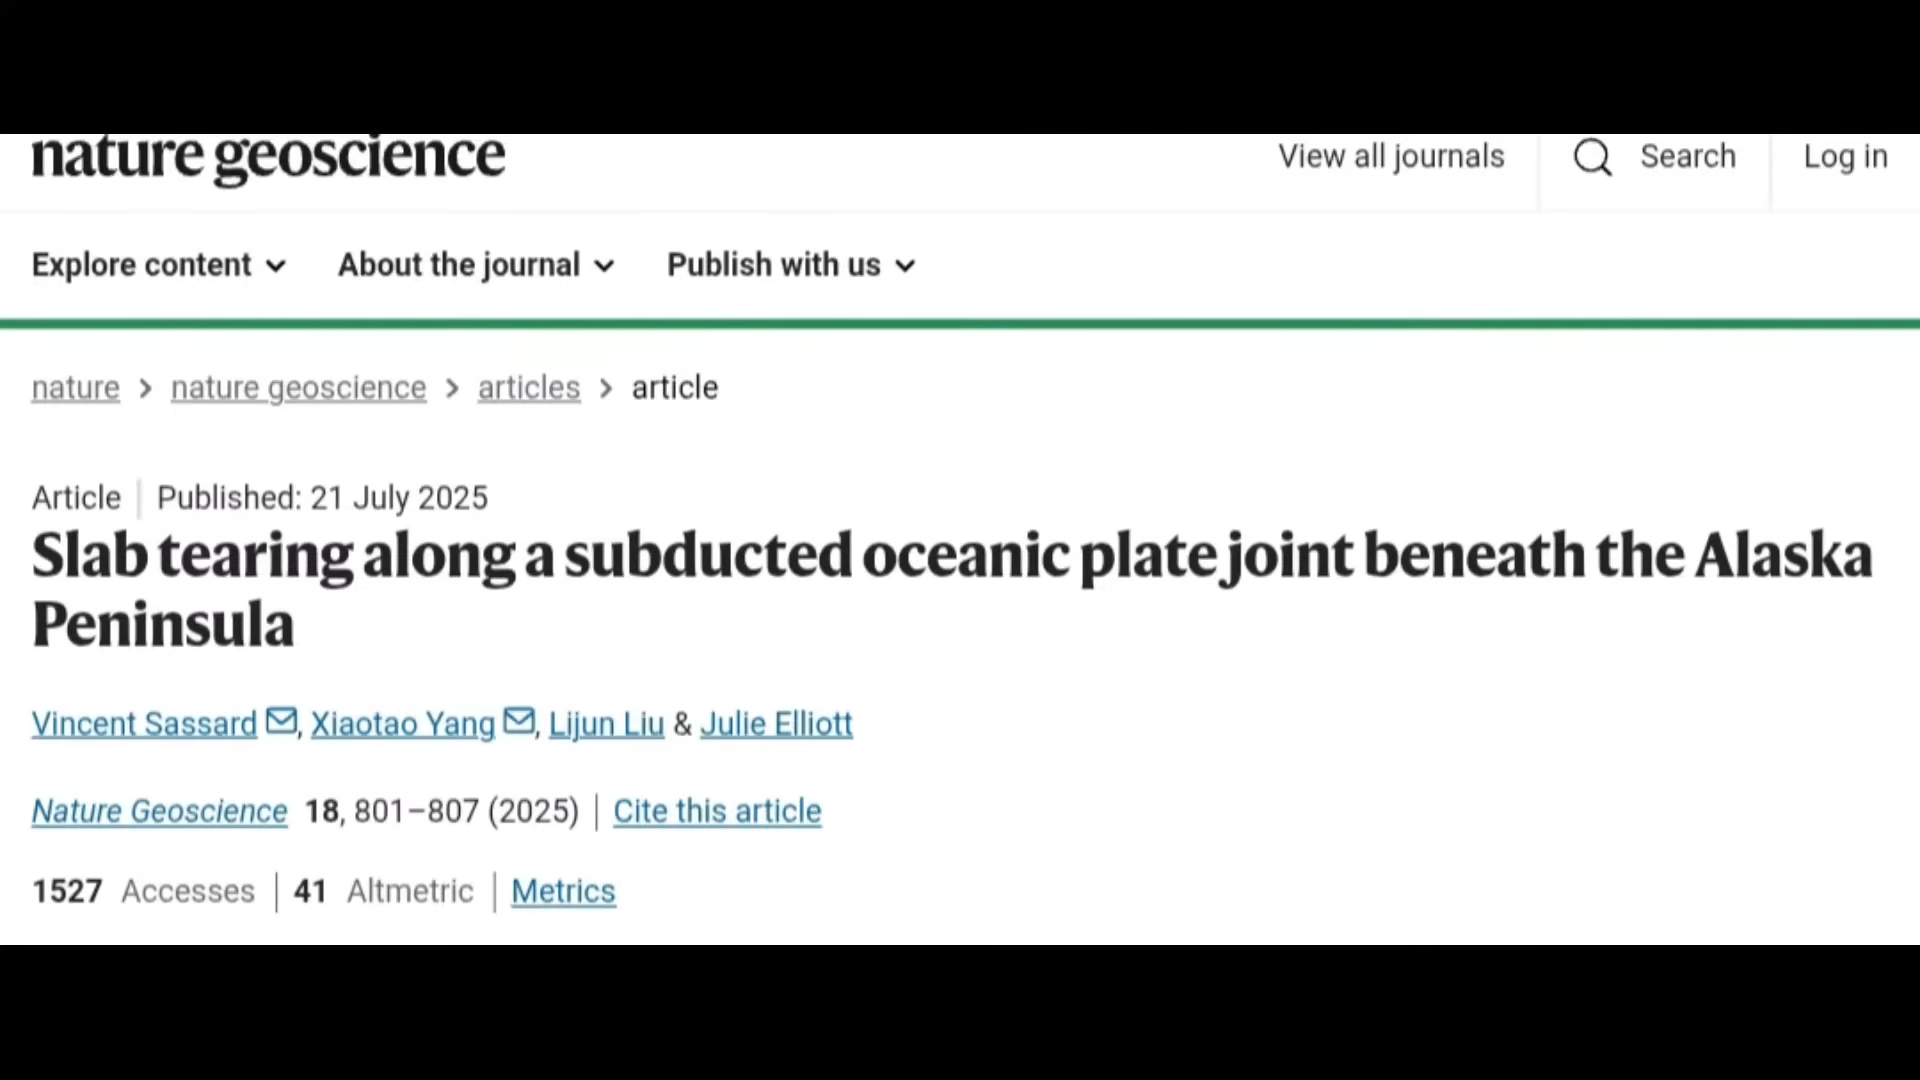 nature geoscience
View all journals Search Log in
Explore content About the journal Publish with us
nature > nature geoscience > articles > article
Article | Published: 21 July 2025
Slab tearing along a subducted oceanic plate joint beneath the Alaska
Peninsula
Vincent Sassard, Xiaotao Yang, Lijun Liu & Julie Elliott
Nature Geoscience 18, 801–807 (2025) | Cite this article
1527 Accesses | 41 Altmetric | Metrics